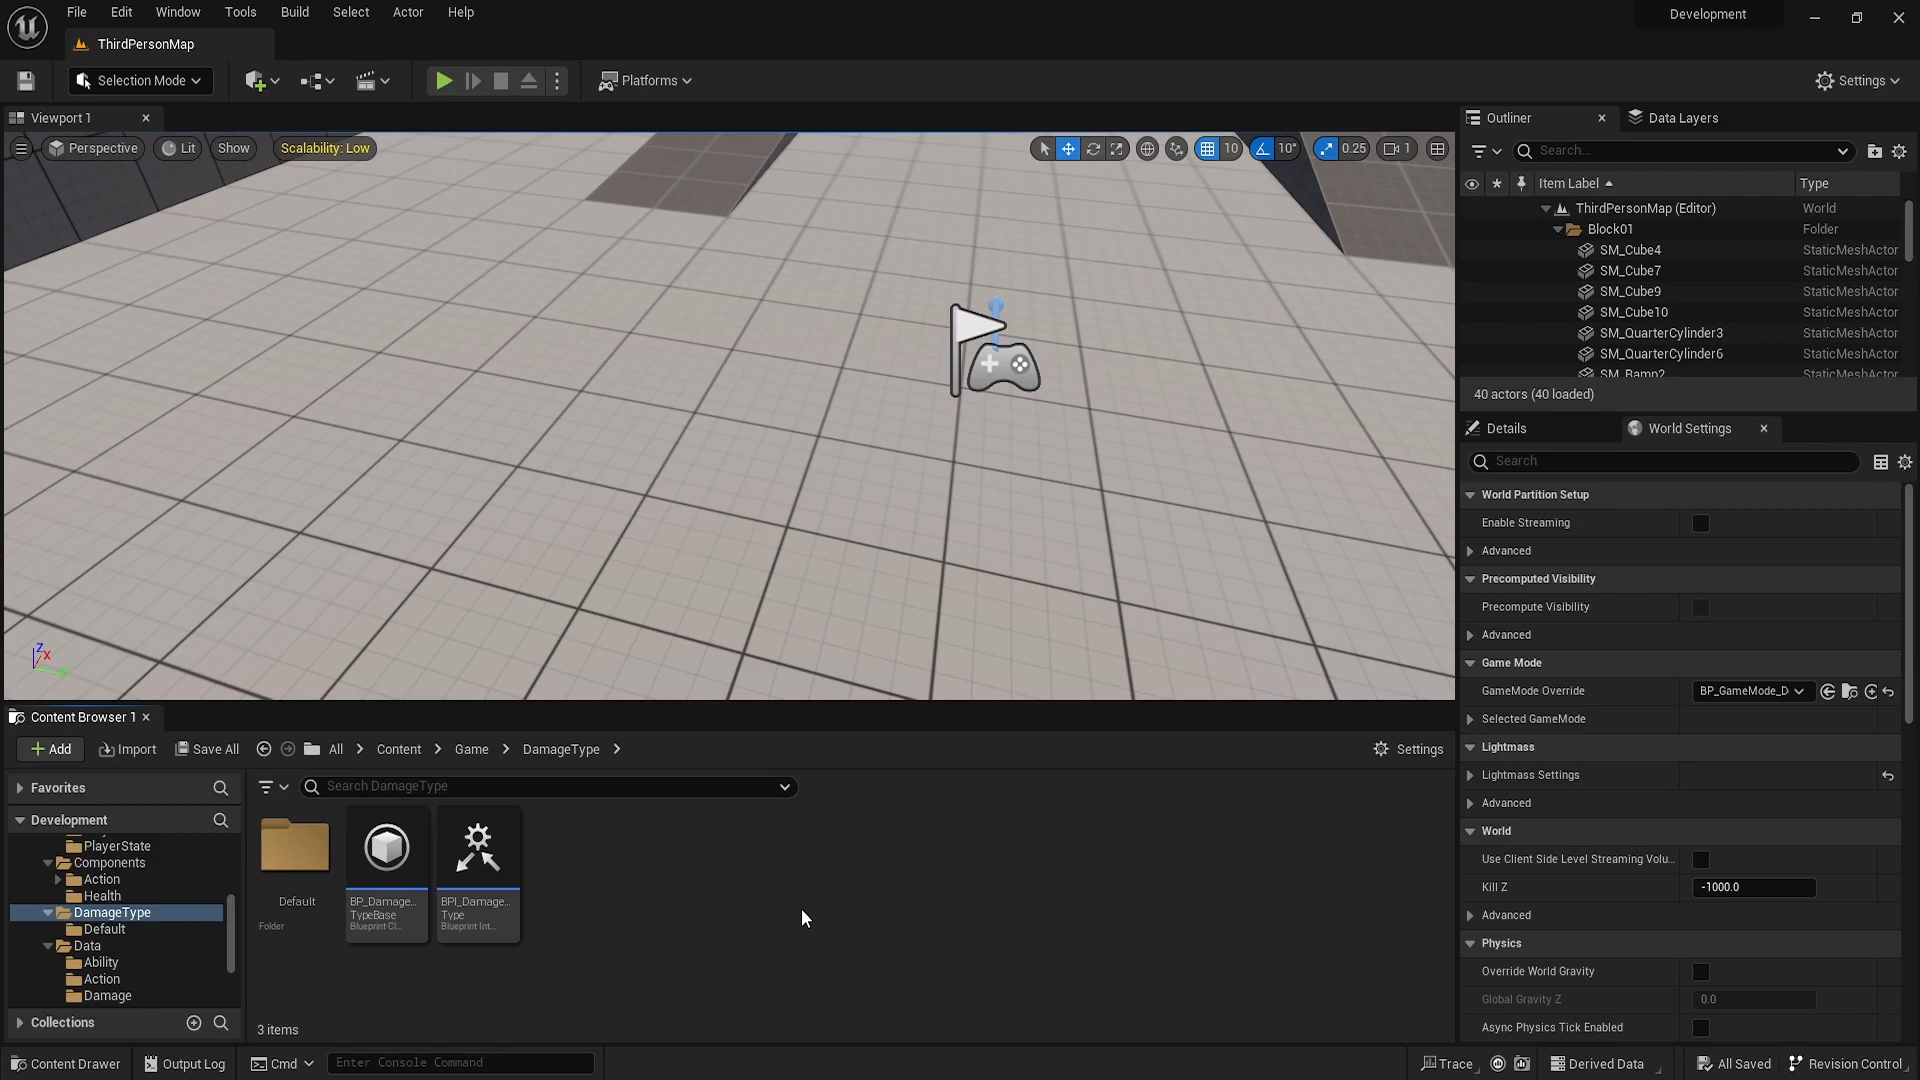 File Edit Window Tools Build Select Actor Help
Development
ThirdPersonMap
Selection Mode
Platforms
Settings
Viewport 1
Perspective Lit Show Scalability: Low
10 10° 0.25 1
Outliner Data Layers
Search...
Item Label Type
ThirdPersonMap (Editor) World
Block01 Folder
SM_Cube4 StaticMeshActor
SM_Cube7 StaticMeshActor
SM_Cube9 StaticMeshActor
SM_Cube10 StaticMeshActor
SM_QuarterCylinder3 StaticMeshActor
SM_QuarterCylinder6 StaticMeshActor
SM_Ramp2 StaticMeshActor
40 actors (40 loaded)
Details World Settings
Search
World Partition Setup
Enable Streaming
Advanced
Precomputed Visibility
Precompute Visibility
Advanced
Game Mode
GameMode Override BP_GameMode_D
Selected GameMode
Lightmass
Lightmass Settings
Advanced
World
Use Client Side Level Streaming Volu...
Kill Z -1000.0
Advanced
Physics
Override World Gravity
Global Gravity Z 0.0
Async Physics Tick Enabled
Z X
Content Browser 1
Add Import Save All All Content Game DamageType Settings
Favorites
Search DamageType
Development
PlayerState
Components
Action
Health
DamageType
Default
Data
Ability
Action
Damage
Collections
Default
Folder
BP_Damage...
TypeBase
Blueprint Cl...
BPI_Damage...
Type
Blueprint Int...
3 items
Content Drawer Output Log Cmd Enter Console Command Trace Derived Data All Saved Revision Control